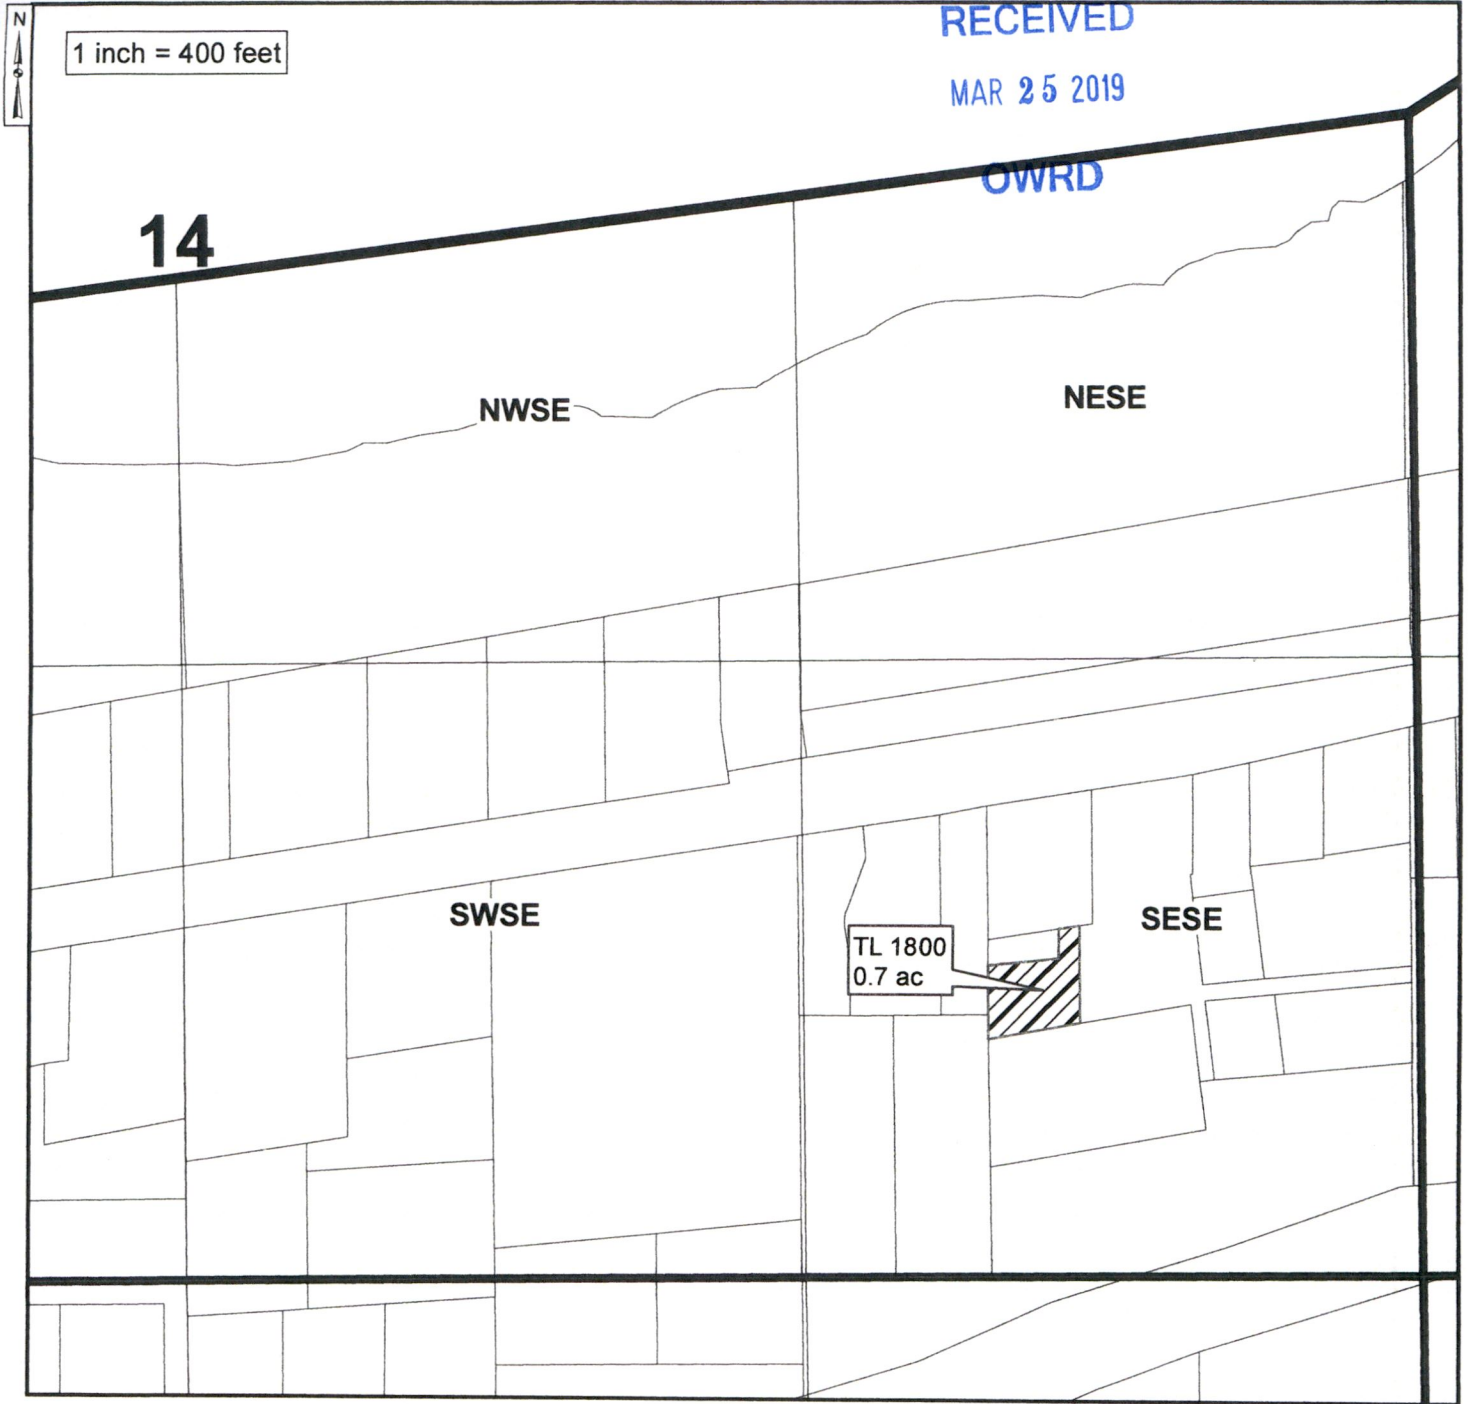 N
1 inch = 400 feet
RECEIVED
MAR 25 2019
OWRD
14
NWSE
NESE
SWSE
SESE
TL 1800
0.7 ac